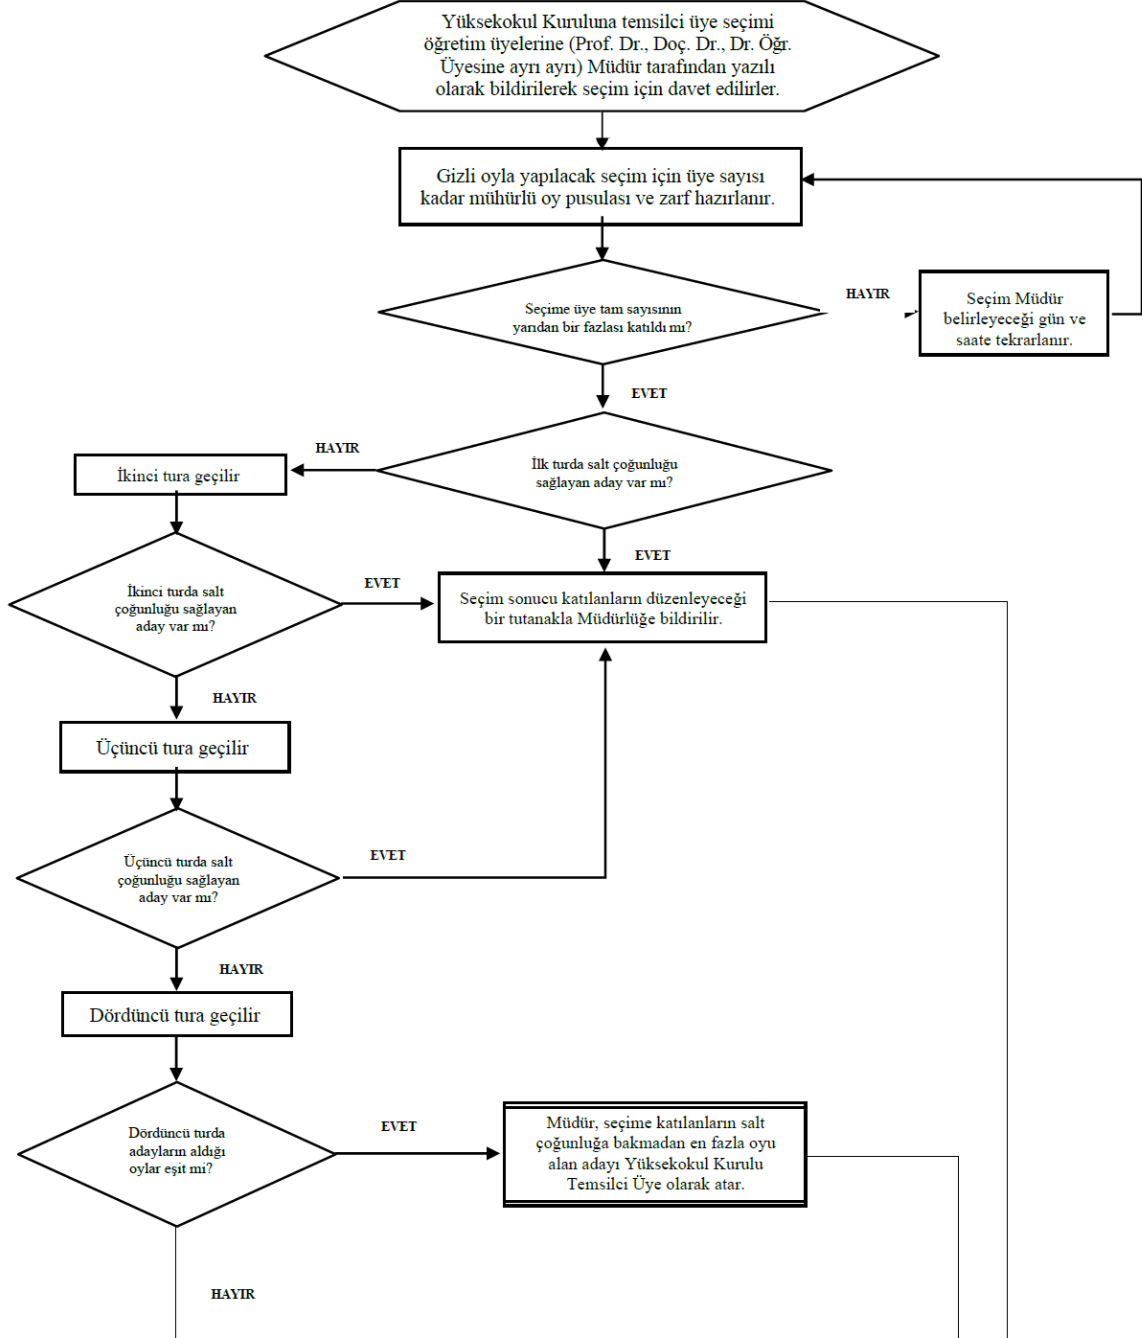 Yüksekokul Kuruluna temsilci üye seçimi
öğretim üyelerine (Prof. Dr., Doç. Dr., Dr. Öğr.
Üyesine ayrı ayrı) Müdür tarafından yazılı
olarak bildirilerek seçim için davet edilirler.
Gizli oyla yapılacak seçim için üye sayısı
kadar mühürlü oy pusulası ve zarf hazırlanır.
Seçime üye tam sayısının
yarıdan bir fazlası katıldı mı?
HAYIR
Seçim Müdür
belirleyeceği gün ve
saate tekrarlanır.
EVET
İlk turda salt çoğunluğu
sağlayan aday var mı?
HAYIR
İkinci tura geçilir
EVET
İkinci turda salt
çoğunluğu sağlayan
aday var mı?
EVET
Seçim sonucu katılanların düzenleyeceği
bir tutanakla Müdürlüğe bildirilir.
HAYIR
Üçüncü tura geçilir
Üçüncü turda salt
çoğunluğu sağlayan
aday var mı?
EVET
HAYIR
Dördüncü tura geçilir
Dördüncü turda
adayların aldığı
oylar eşit mi?
EVET
Müdür, seçime katılanların salt
çoğunluğa bakmadan en fazla oyu
alan adayı Yüksekokul Kurulu
Temsilci Üye olarak atar.
HAYIR